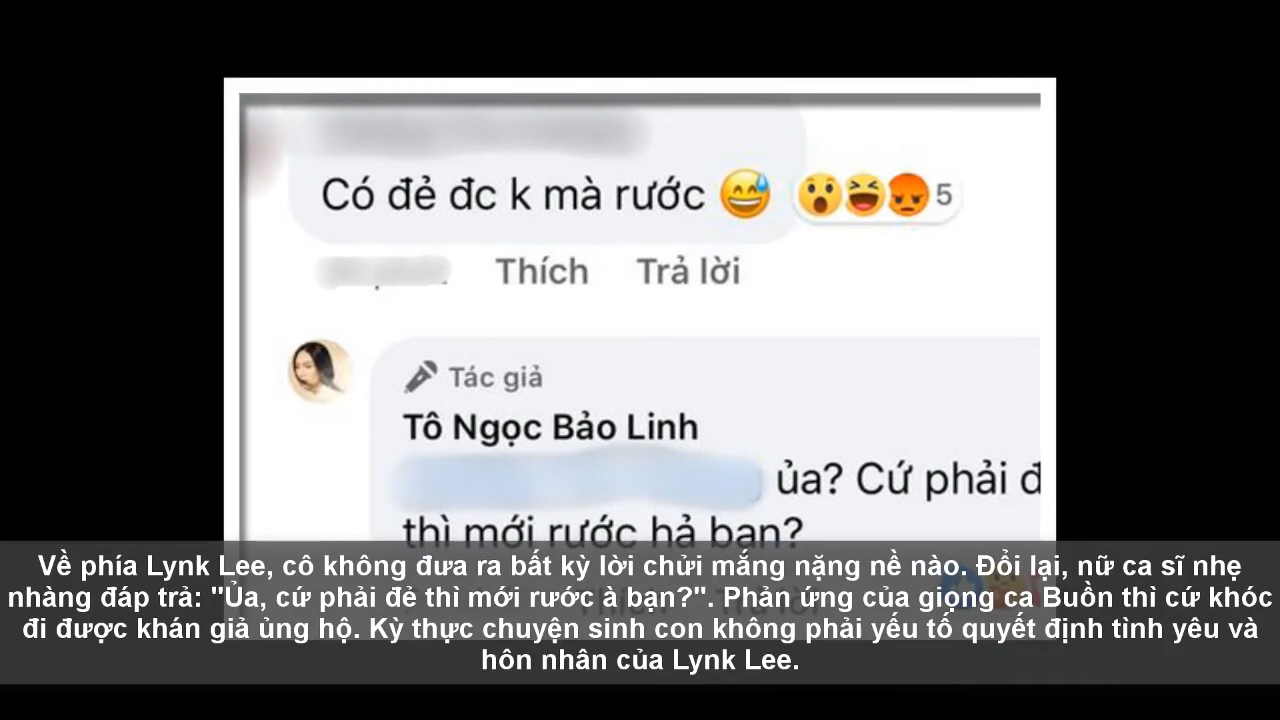 Có đẻ đc k mà rước 😅 5
Thích Trả lời
Tác giả
Tô Ngọc Bảo Linh
ủa? Cứ phải đ
thì mới rước hả bạn?
Về phía Lynk Lee, cô không đưa ra bất kỳ lời chửi mắng nặng nề nào. Đổi lại, nữ ca sĩ nhẹ
nhàng đáp trả: "Ủa, cứ phải đẻ thì mới rước à bạn?". Phản ứng của giọng ca Buồn thì cứ khóc
đi được khán giả ủng hộ. Kỳ thực chuyện sinh con không phải yếu tố quyết định tình yêu và
hôn nhân của Lynk Lee.